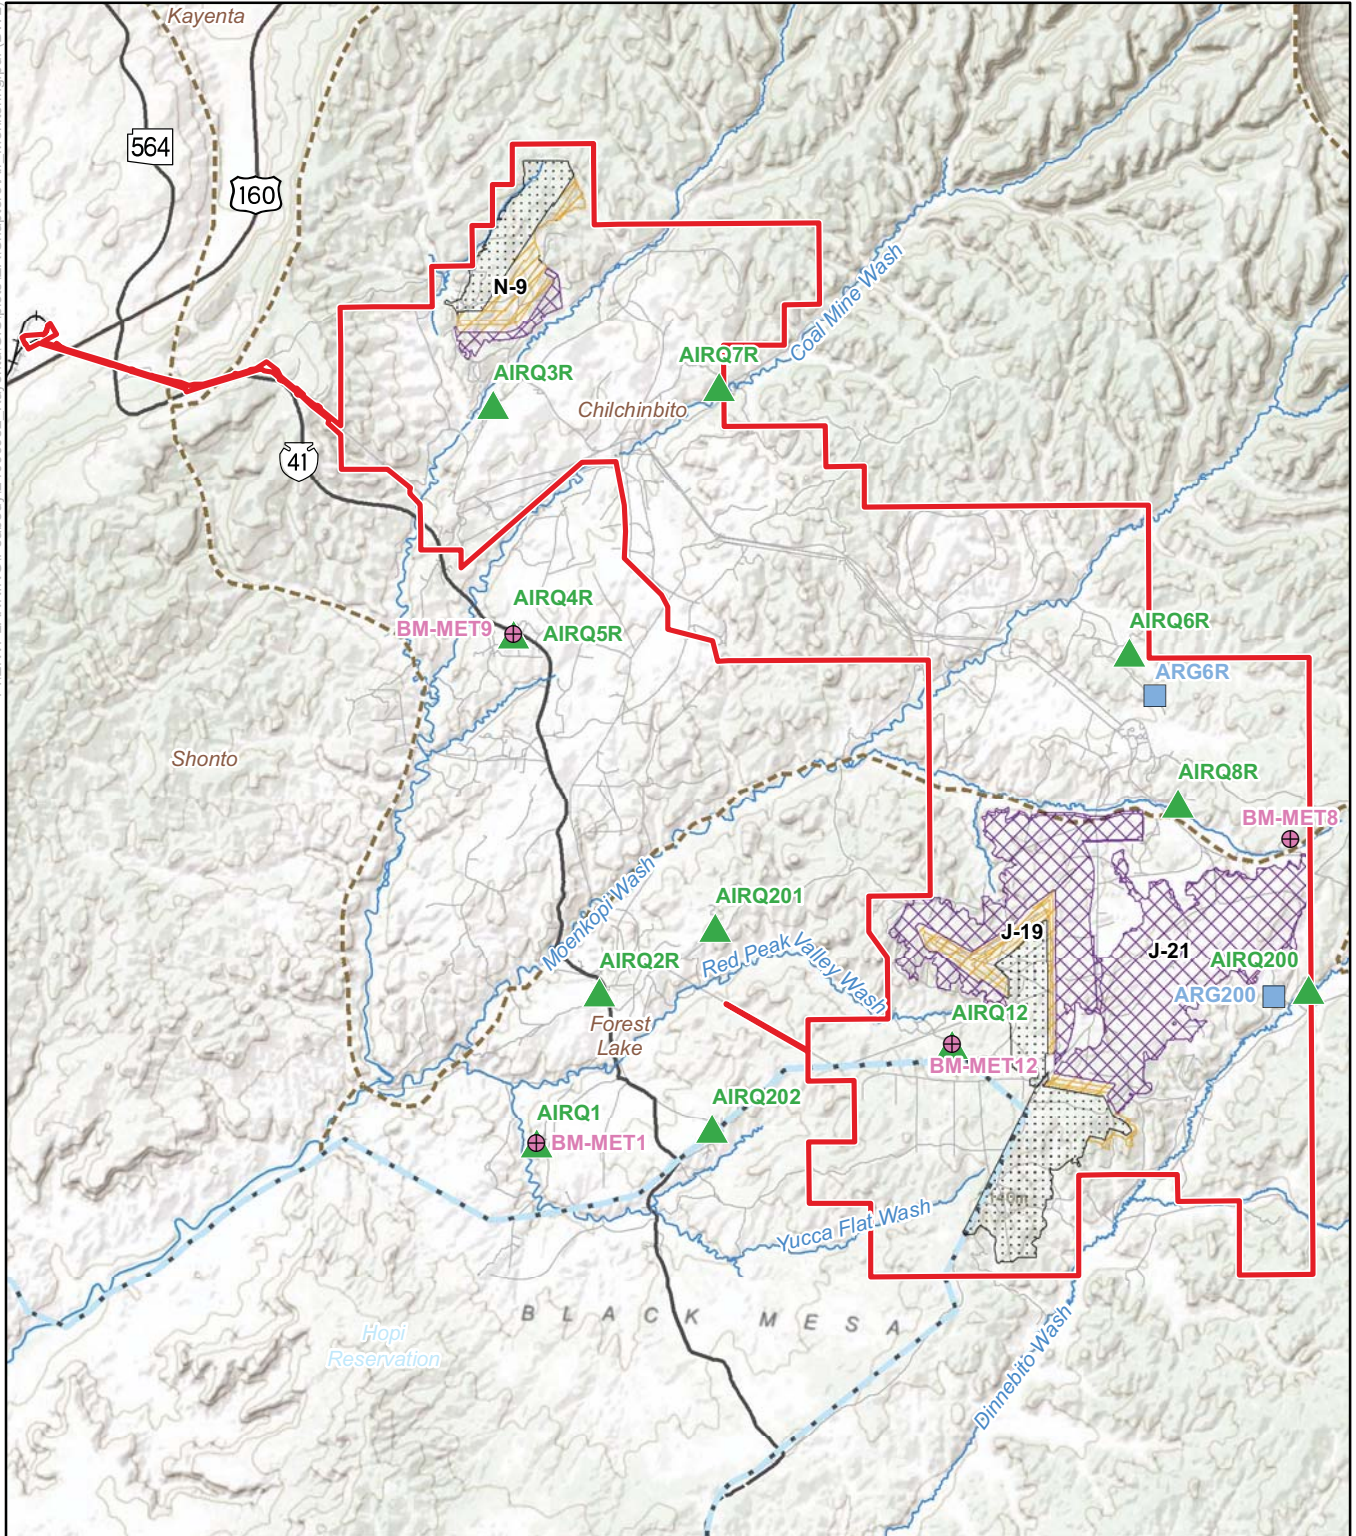 Kayenta
564
160
N-9
Coal Mine Wash
AIRQ7R
AIRQ3R
Chilchinbito
41
AIRQ4R
BM-MET9
AIRQ5R
AIRQ6R
ARG6R
Shonto
AIRQ8R
BM-MET8
Moenkopi Wash
AIRQ201
J-19
J-21
Red Peak Valley Wash
AIRQ2R
AIRQ200
ARG200
AIRQ12
Forest
Lake
BM-MET12
AIRQ202
AIRQ1
BM-MET1
Yucca Flat Wash
BLACK MESA
Hopi
Reservation
Dinnebito Wash